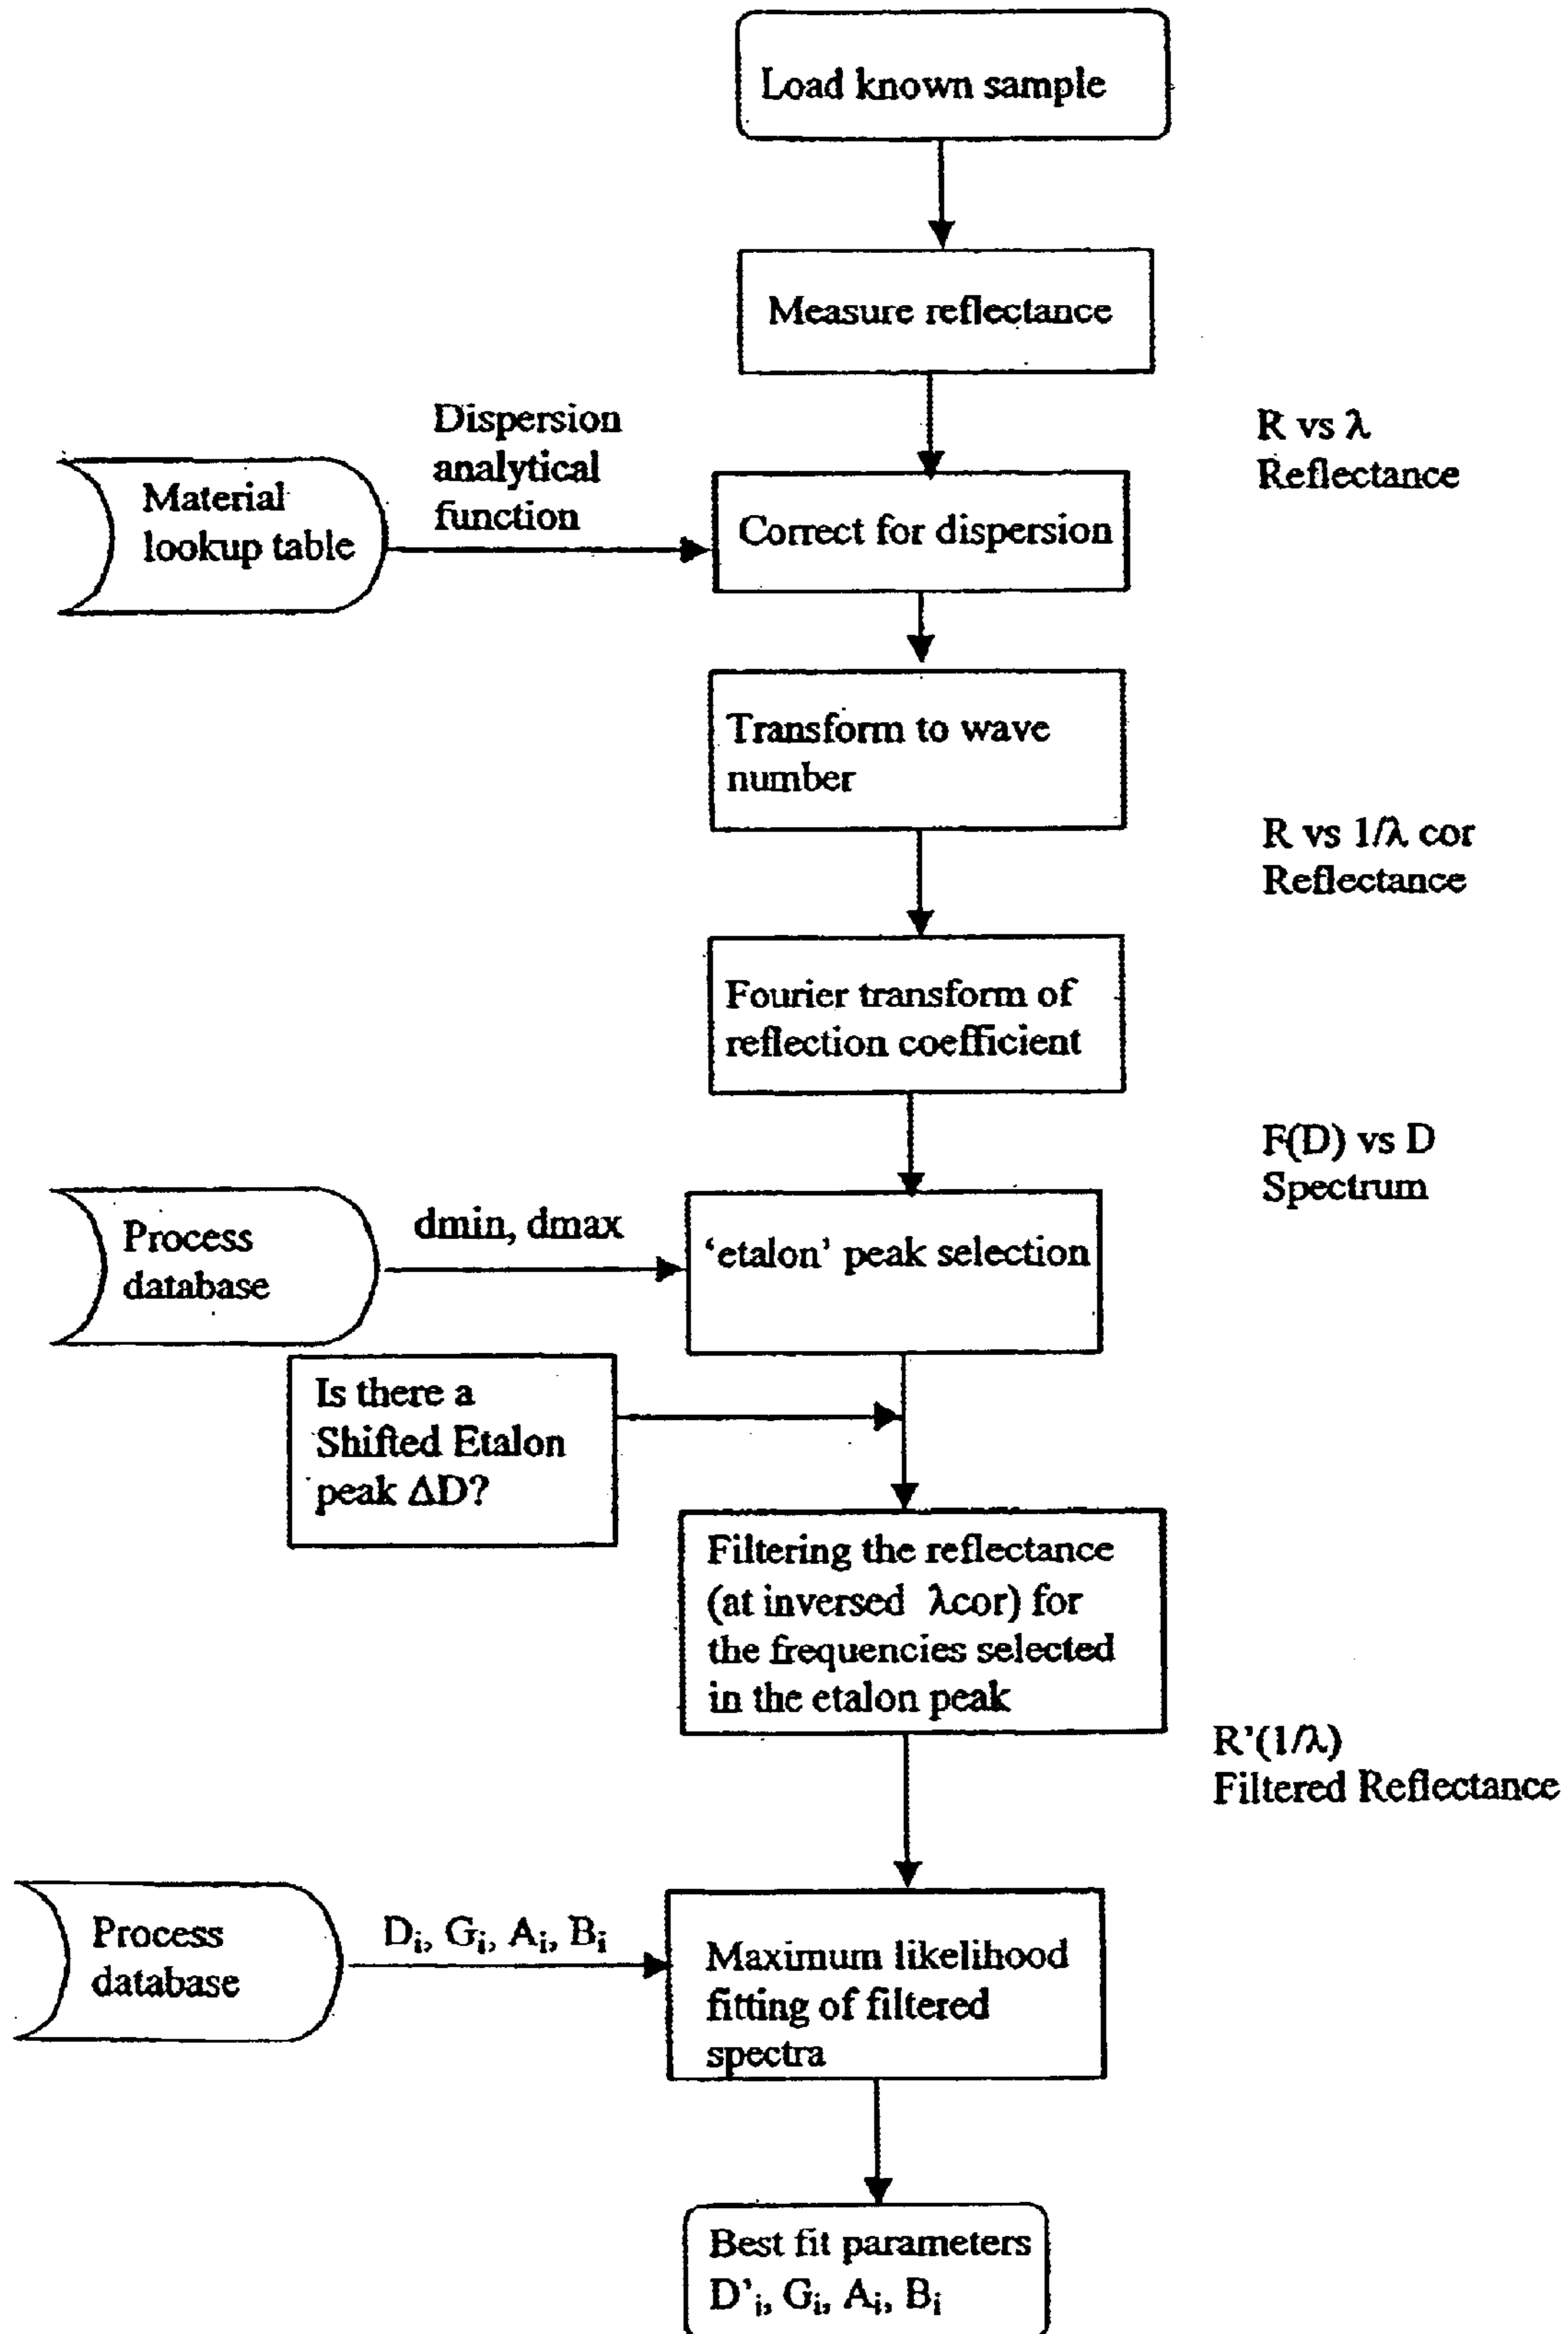 Load known sample
Measure reflectance
R vs λ
Reflectance
Dispersion
analytical
function
Material
lookup table
Correct for dispersion
Transform to wave
number
R vs 1/λ cor
Reflectance
Fourier transform of
reflection coefficient
F(D) vs D
Spectrum
Process
database
dmin, dmax
‘etalon’ peak selection
Is there a
Shifted Etalon
peak ΔD?
Filtering the reflectance
(at inversed λcor) for
the frequencies selected
in the etalon peak
R’(1/λ)
Filtered Reflectance
Process
database
Di, Gi, Ai, Bi
Maximum likelihood
fitting of filtered
spectra
Best fit parameters
D’i, Gi, Ai, Bi